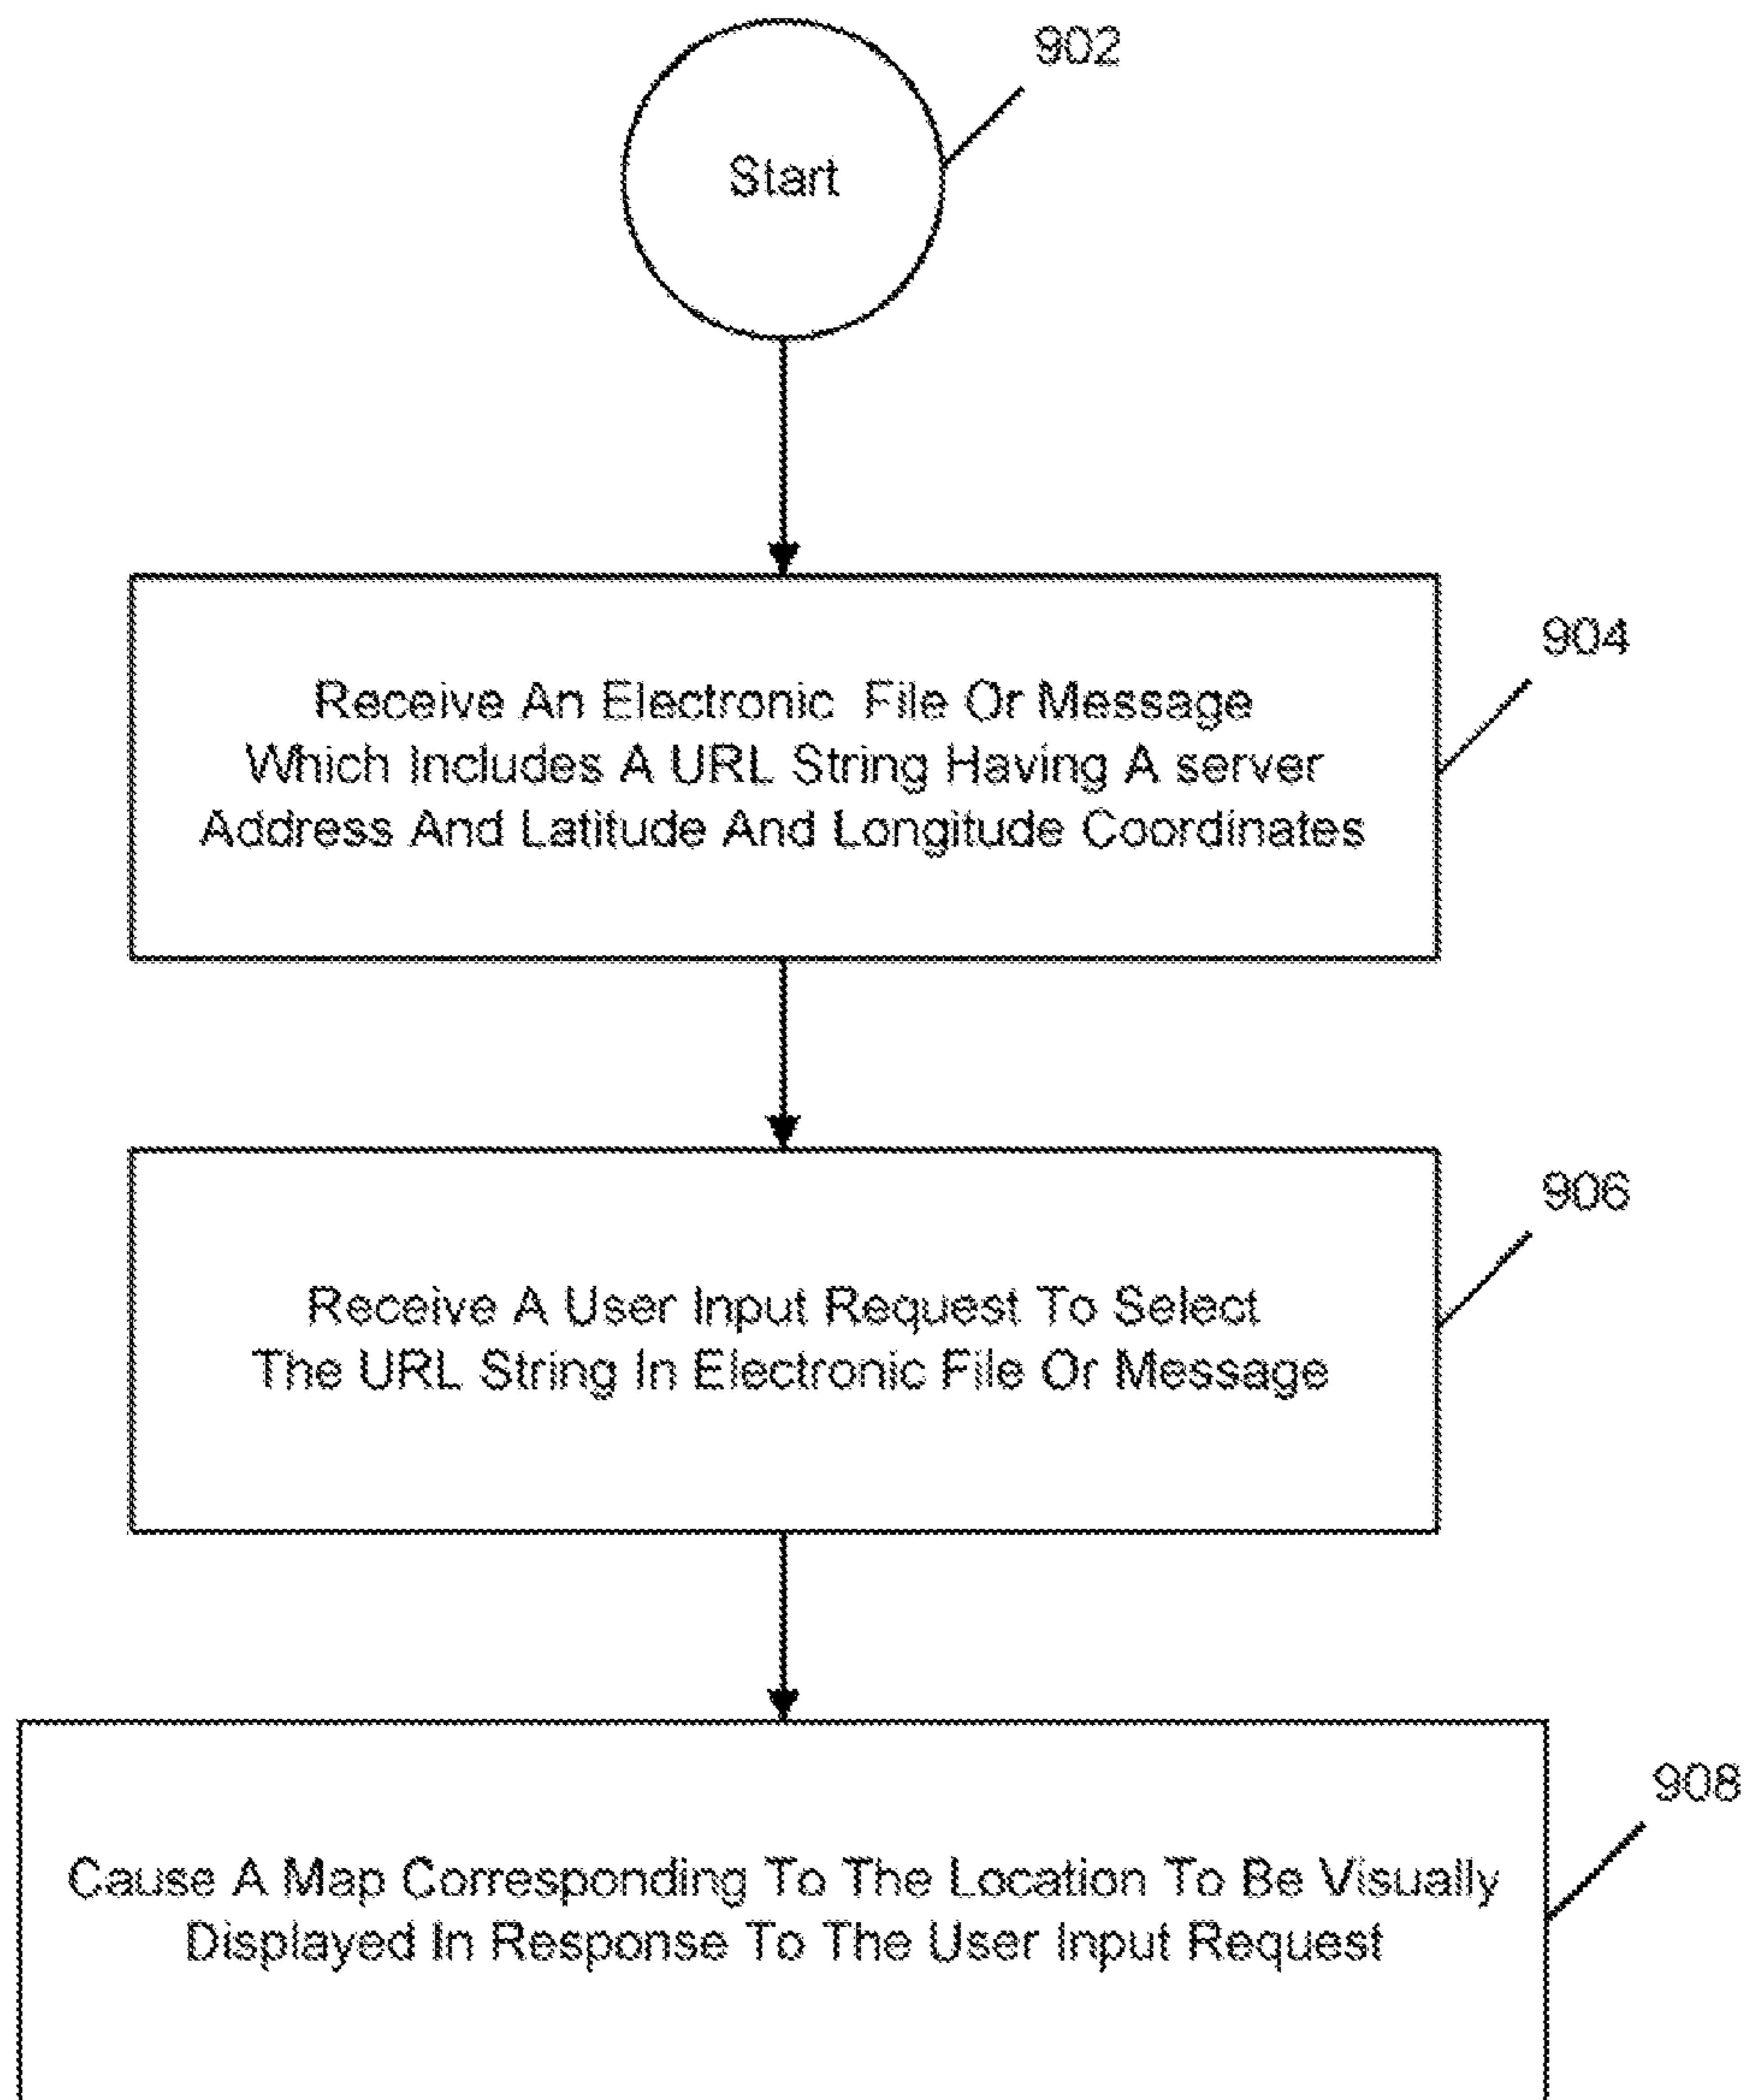 902
Start
904
Receive An Electronic File Or Message
Which Includes A URL String Having A server
Address And Latitude And Longitude Coordinates
906
Receive A User Input Request To Select
The URL String In Electronic File Or Message
908
Cause A Map Corresponding To The Location To Be Visually
Displayed In Response To The User Input Request